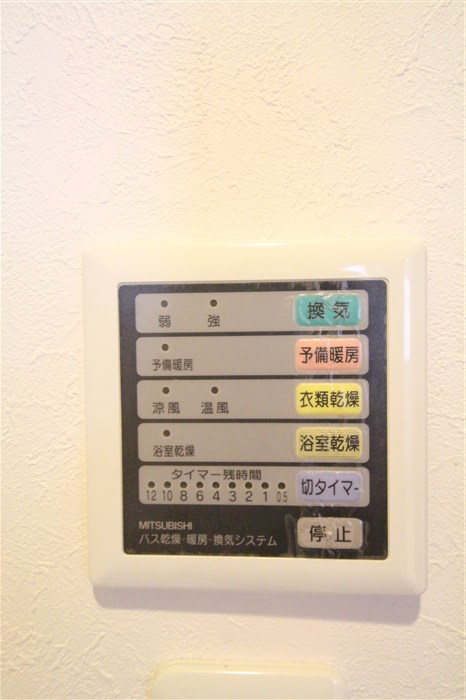 弱 強 換気
予備暖房 予備暖房
涼風 温風 衣類乾燥
浴室乾燥 浴室乾燥
タイマー残時間
12 10 8 6 4 3 2 1 0.5 切タイマー
MITSUBISHI
バス乾燥・暖房・換気システム 停止